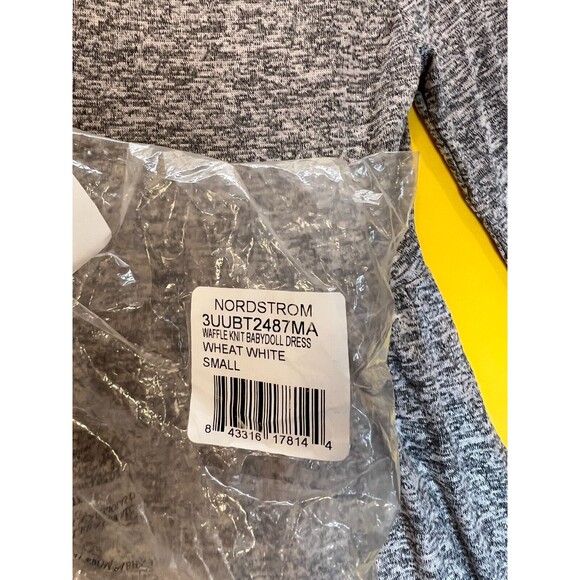 NORDSTROM
3UUBT2487MA
WAFFLE KNIT BABYDOLL DRESS
WHEAT WHITE
SMALL
8 43316 17814 4